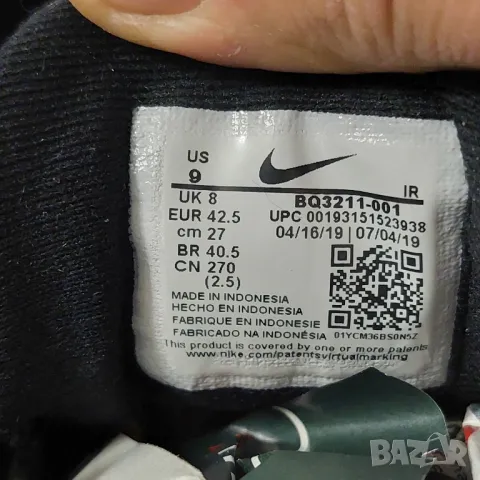 US
9
IR
UK 8
BQ3211-001
EUR 42.5
UPC 00193151523938
cm 27
04/16/19 | 07/04/19
BR 40.5
CN 270
(2.5)
MADE IN INDONESIA
HECHO EN INDONESIA
FABRIQUE EN INDONESIE
FABRICADO NA INDONÉSIA
01YCM36BS0N5Z
This product is covered by one or more patents
www.nike.com/patentsvirtualmarking
BAZAR